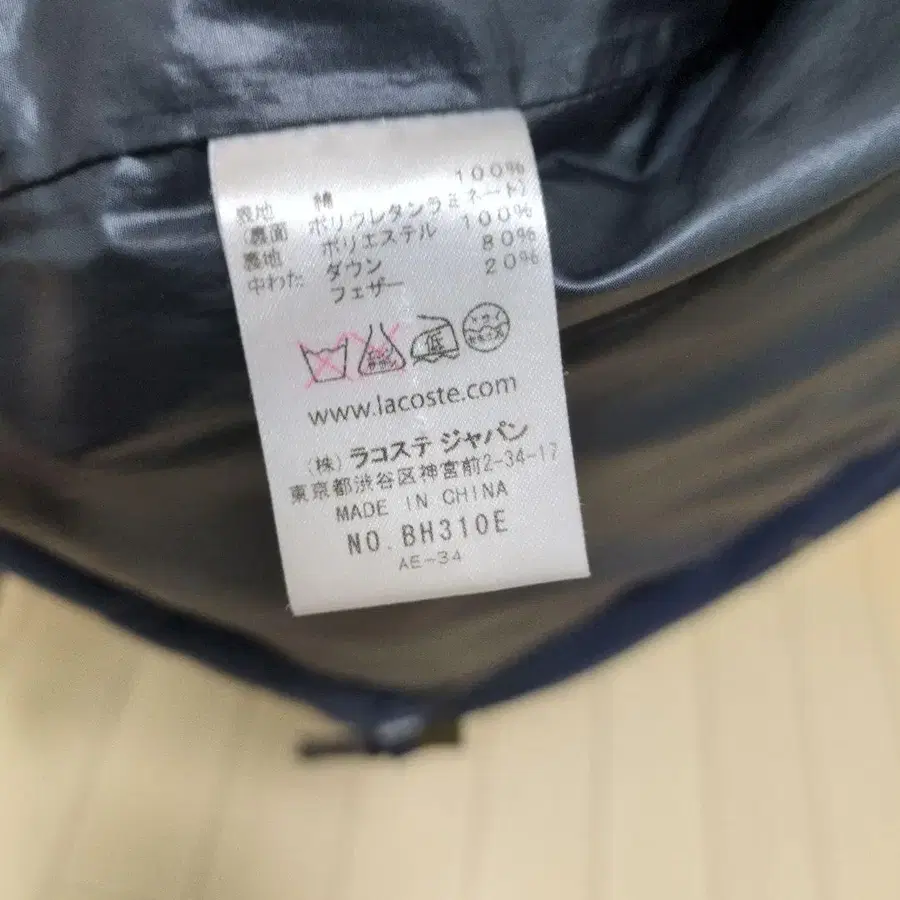 表地 綿 100%
(裏面 ポリウレタンラミネート)
裏地 ポリエステル 100%
中わた ダウン 80%
フェザー 20%
低
www.lacoste.com
(株) ラコステ ジャパン
東京都渋谷区神宮前2-34-17
MADE IN CHINA
NO. BH310E
AE-34